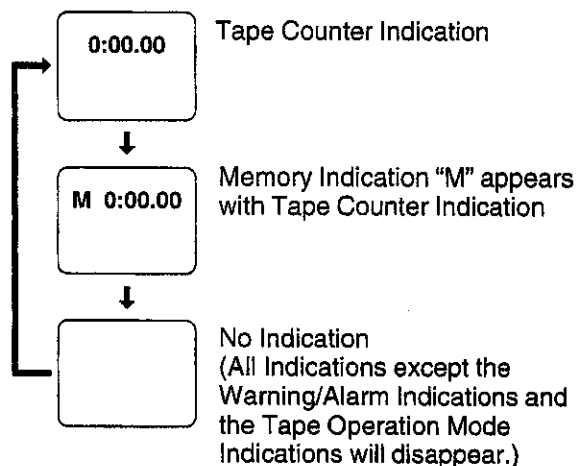 0:00.00
Tape Counter Indication
M 0:00.00
Memory Indication “M” appears
with Tape Counter Indication
No Indication
(All Indications except the
Warning/Alarm Indications and
the Tape Operation Mode
Indications will disappear.)